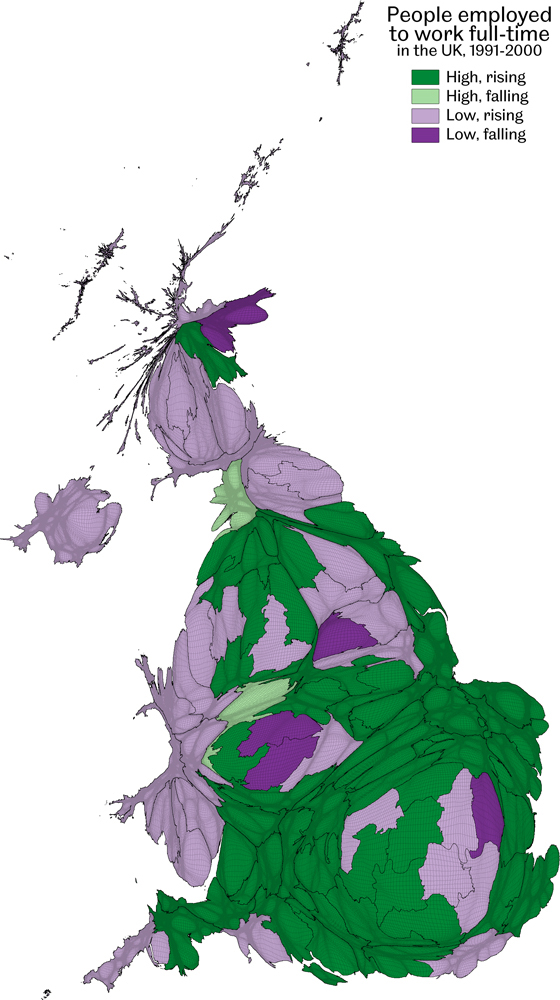 People employed
to work full-time
in the UK, 1991-2000
High, rising
High, falling
Low, rising
Low, falling